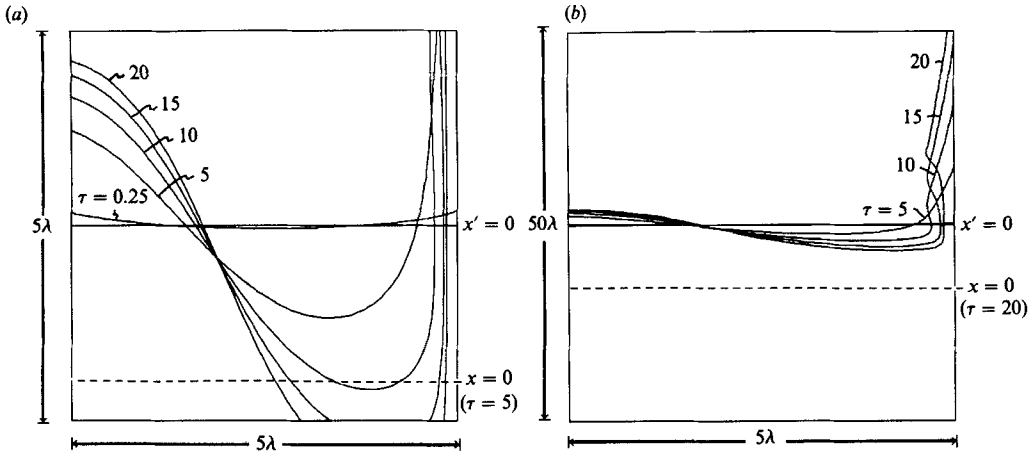 (a)
20
15
10
5
τ = 0.25
5λ
x′ = 0
x = 0
(τ = 5)
5λ
(b)
20
15
10
τ = 5
50λ
x′ = 0
x = 0
(τ = 20)
5λ